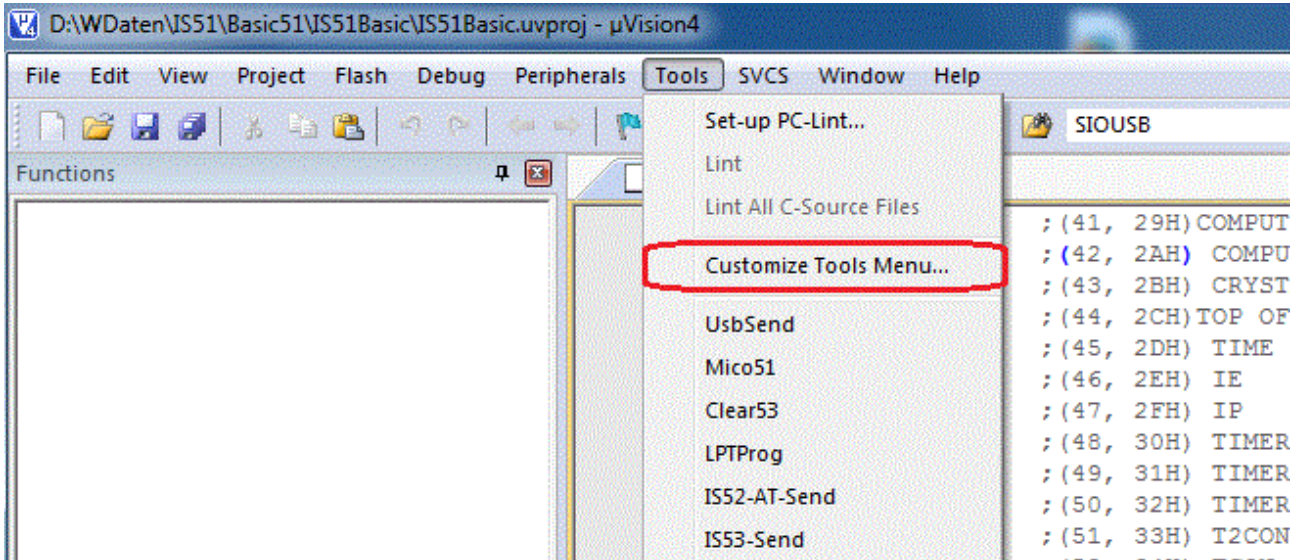 D:\WDaten\IS51\Basic51\IS51Basic\IS51Basic.uvproj - µVision4
File Edit View Project Flash Debug Peripherals Tools SVCS Window Help
SIOUSB
Functions
Set-up PC-Lint...
Lint
Lint All C-Source Files
Customize Tools Menu...
UsbSend
Mico51
Clear53
LPTProg
IS52-AT-Send
IS53-Send
;(41, 29H)COMPUT
;(42, 2AH) COMPU
;(43, 2BH) CRYST
;(44, 2CH)TOP OF
;(45, 2DH) TIME
;(46, 2EH) IE
;(47, 2FH) IP
;(48, 30H) TIMER
;(49, 31H) TIMER
;(50, 32H) TIMER
;(51, 33H) T2CON